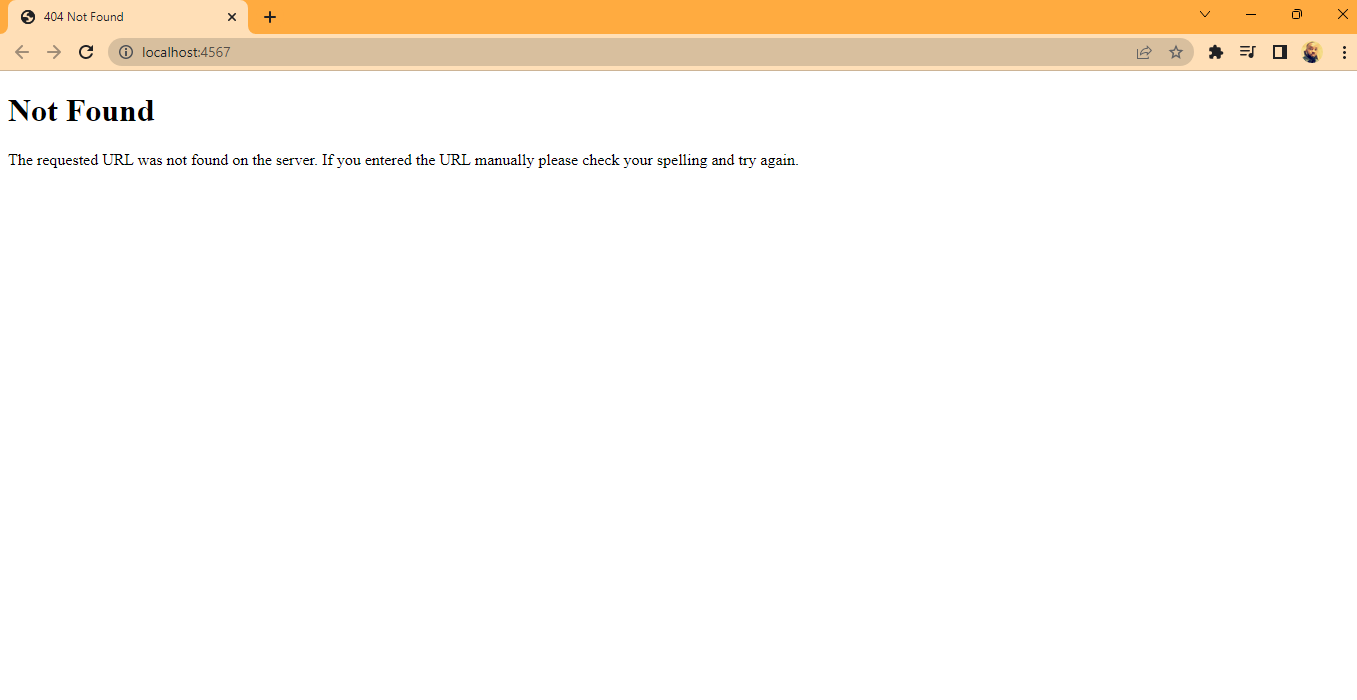 404 Not Found
localhost:4567
Not Found
The requested URL was not found on the server. If you entered the URL manually please check your spelling and try again.